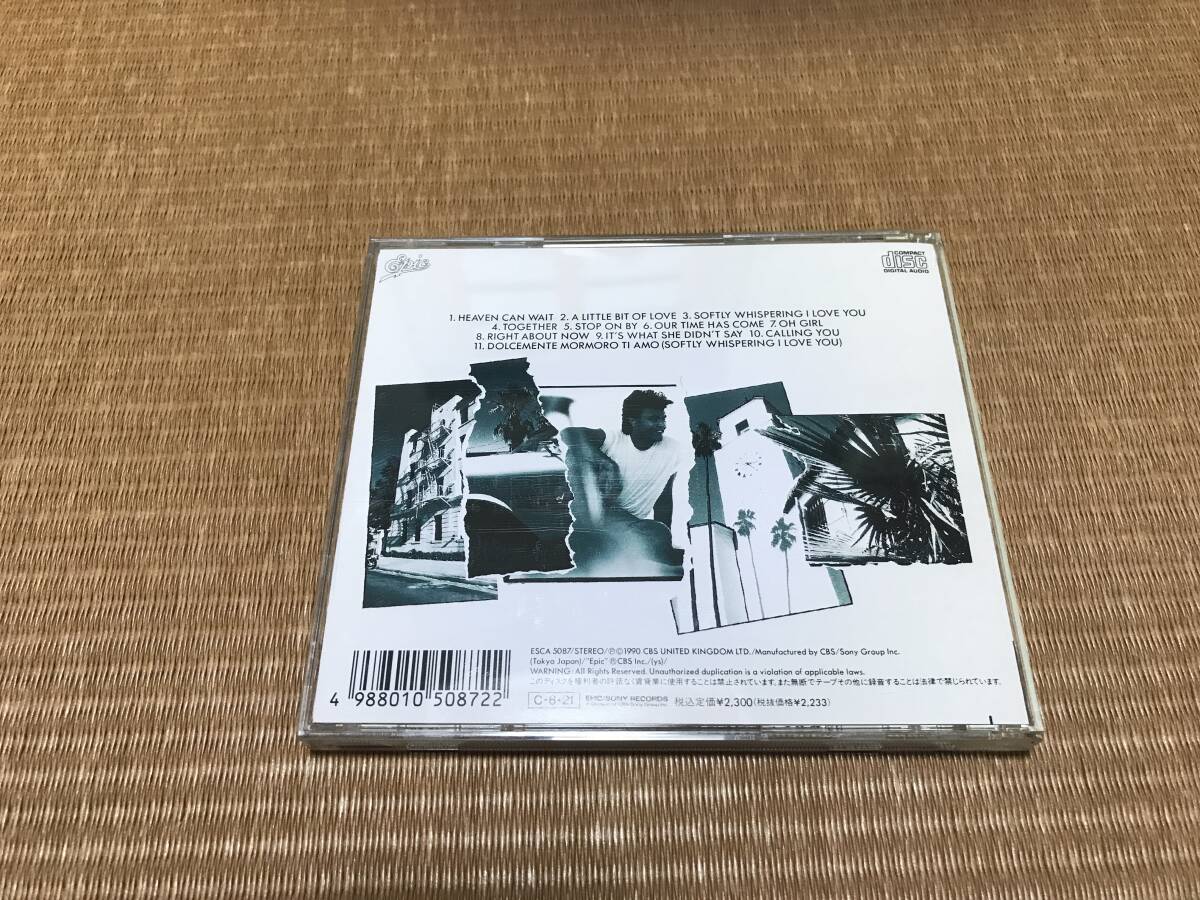 Epic
COMPACT
disc
DIGITAL AUDIO
1. HEAVEN CAN WAIT 2. A LITTLE BIT OF LOVE 3. SOFTLY WHISPERING I LOVE YOU
4. TOGETHER 5. STOP ON BY 6. OUR TIME HAS COME 7. OH GIRL
8. RIGHT ABOUT NOW 9. IT'S WHAT SHE DIDN'T SAY 10. CALLING YOU
11. DOLCEMENTE MORMORO TI AMO (SOFTLY WHISPERING I LOVE YOU)
ESCA 5087/STEREO/Ⓟ©1990 CBS UNITED KINGDOM LTD./Manufactured by CBS/Sony Group Inc.
(Tokyo Japan)/"Epic" ®CBS Inc./(ys)/
WARNING: All Rights Reserved. Unauthorized duplication is a violation of applicable laws.
このディスクを権利者の許諾なく賃貸業に使用することは禁止されています。また無断でテープその他に録音することは法律で禁じられています。
4 988010 508722
C·8·21
EPIC/SONY RECORDS
税込定価¥2,300(税抜価格¥2,233)